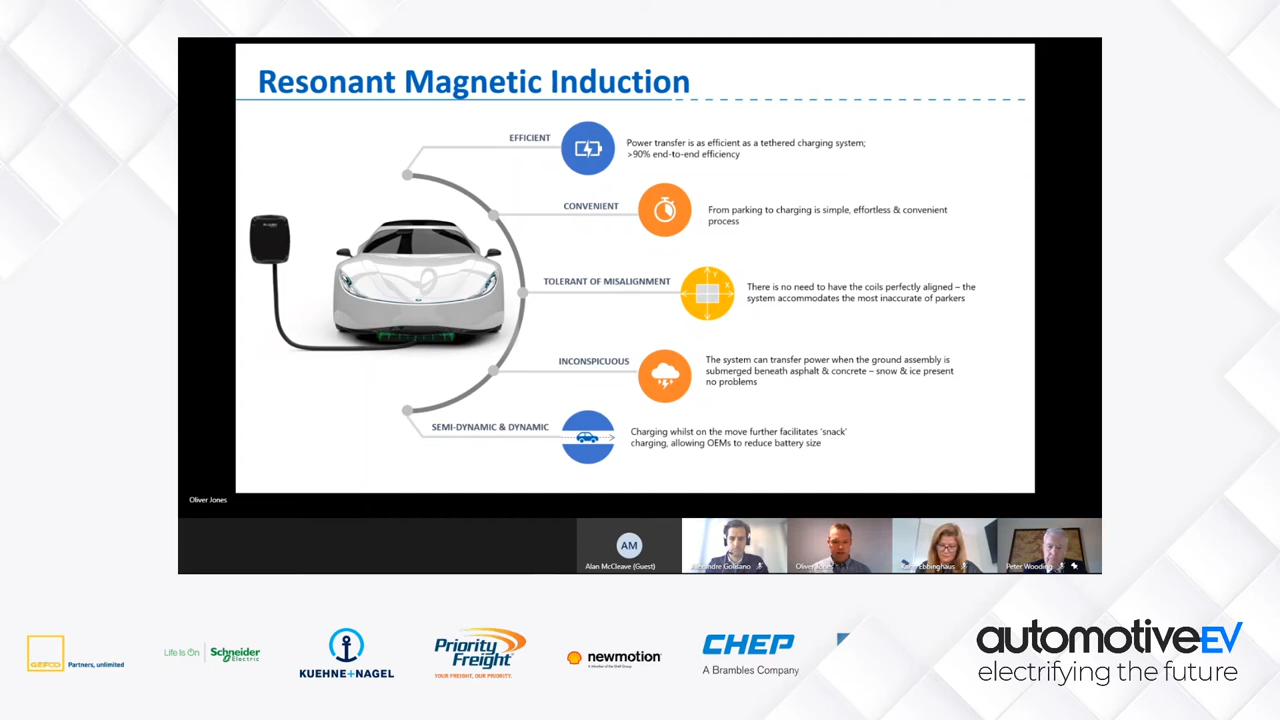 Resonant Magnetic Induction
EFFICIENT
Power transfer is as efficient as a tethered charging system;
>90% end-to-end efficiency
CONVENIENT
From parking to charging is simple, effortless & convenient
process
TOLERANT OF MISALIGNMENT
Y
X
There is no need to have the coils perfectly aligned – the
system accommodates the most inaccurate of parkers
INCONSPICUOUS
The system can transfer power when the ground assembly is
submerged beneath asphalt & concrete – snow & ice present
no problems
SEMI-DYNAMIC & DYNAMIC
Charging whilst on the move further facilitates 'snack'
charging, allowing OEMs to reduce battery size
Oliver Jones
AM
Alan McCleave (Guest)
Oliver Jones
Ebbinghaus
Peter Wooding
GEFCO
Partners, unlimited
Life Is On
Schneider
Electric
KUEHNE+NAGEL
Priority
Freight
YOUR FREIGHT, OUR PRIORITY.
newmotion
A Member of the Shell Group
CHEP
A Brambles Company
automotiveEV
electrifying the future